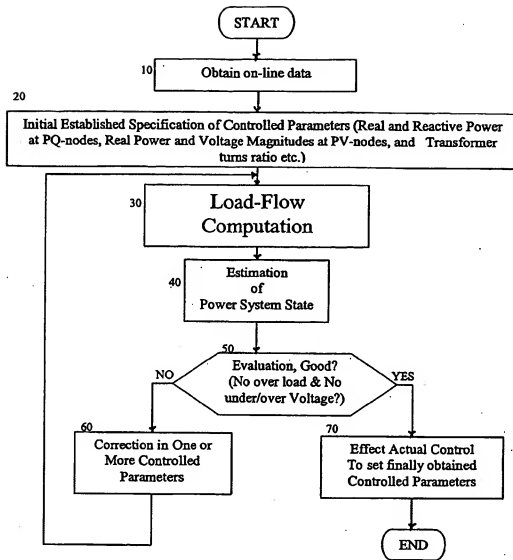 START
10
Obtain on-line data
20
Initial Established Specification of Controlled Parameters (Real and Reactive Power
at PQ-nodes, Real Power and Voltage Magnitudes at PV-nodes, and Transformer
turns ratio etc.)
30
Load-Flow
Computation
40
Estimation
of
Power System State
50
Evaluation, Good?
(No over load & No
under/over Voltage?)
NO
YES
60
Correction in One or
More Controlled
Parameters
70
Effect Actual Control
To set finally obtained
Controlled Parameters
END